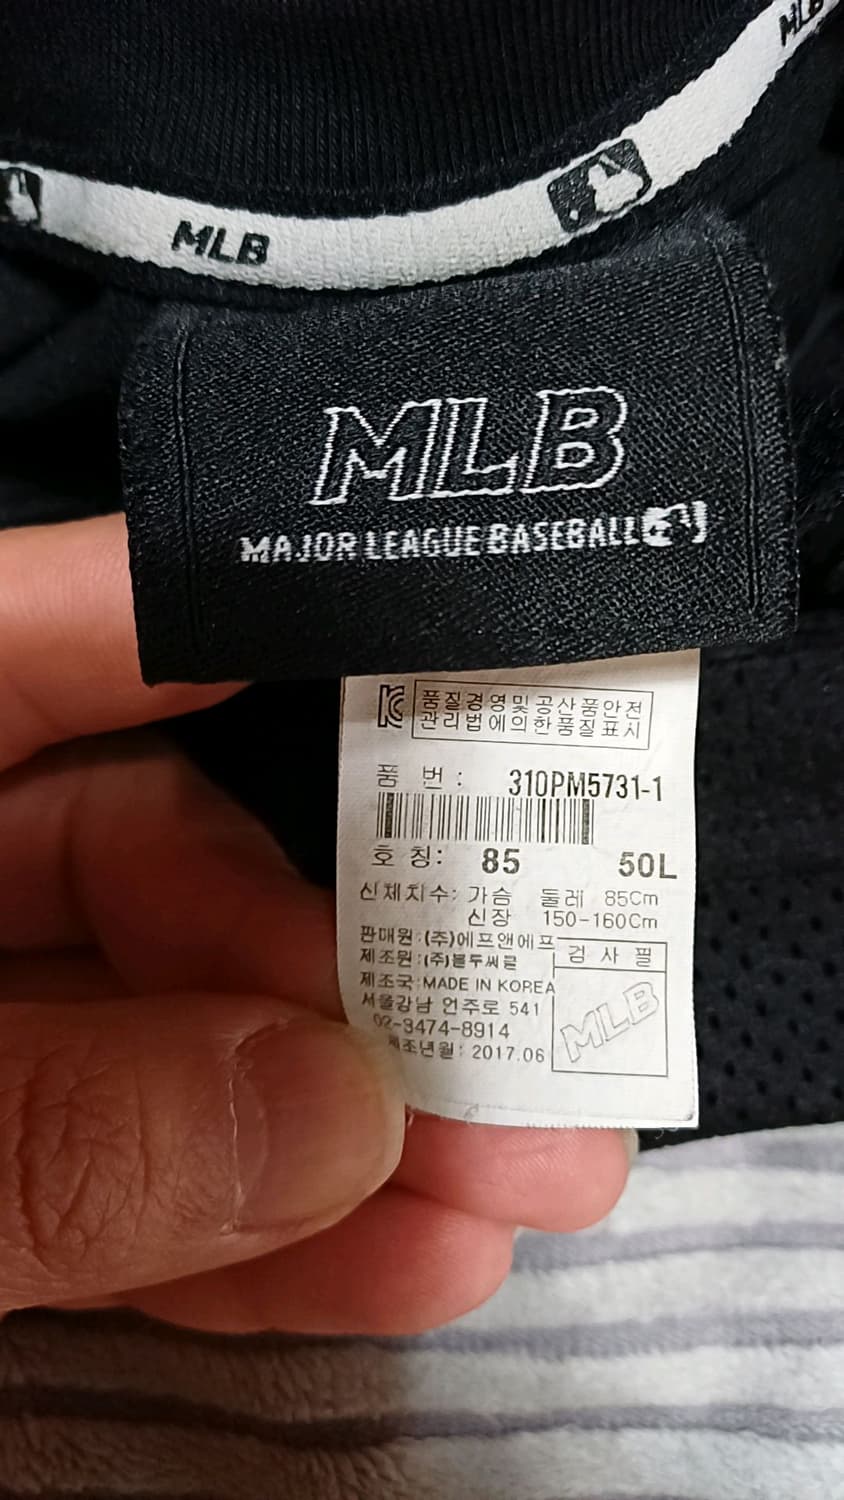 MLB
MLB
MLB
MAJOR LEAGUE BASEBALL
품질경영및공산품안전
관리법에의한품질표시
품 번 : 310PM5731-1
호 칭: 85 50L
신체치수: 가슴 둘레 85Cm
신장 150-160Cm
판매원:(주)에프앤에프
제조원:(주)블루씨클
검 사 필
제조국:MADE IN KOREA
서울강남 언주로 541
02-3474-8914
제조년월: 2017.06
MLB